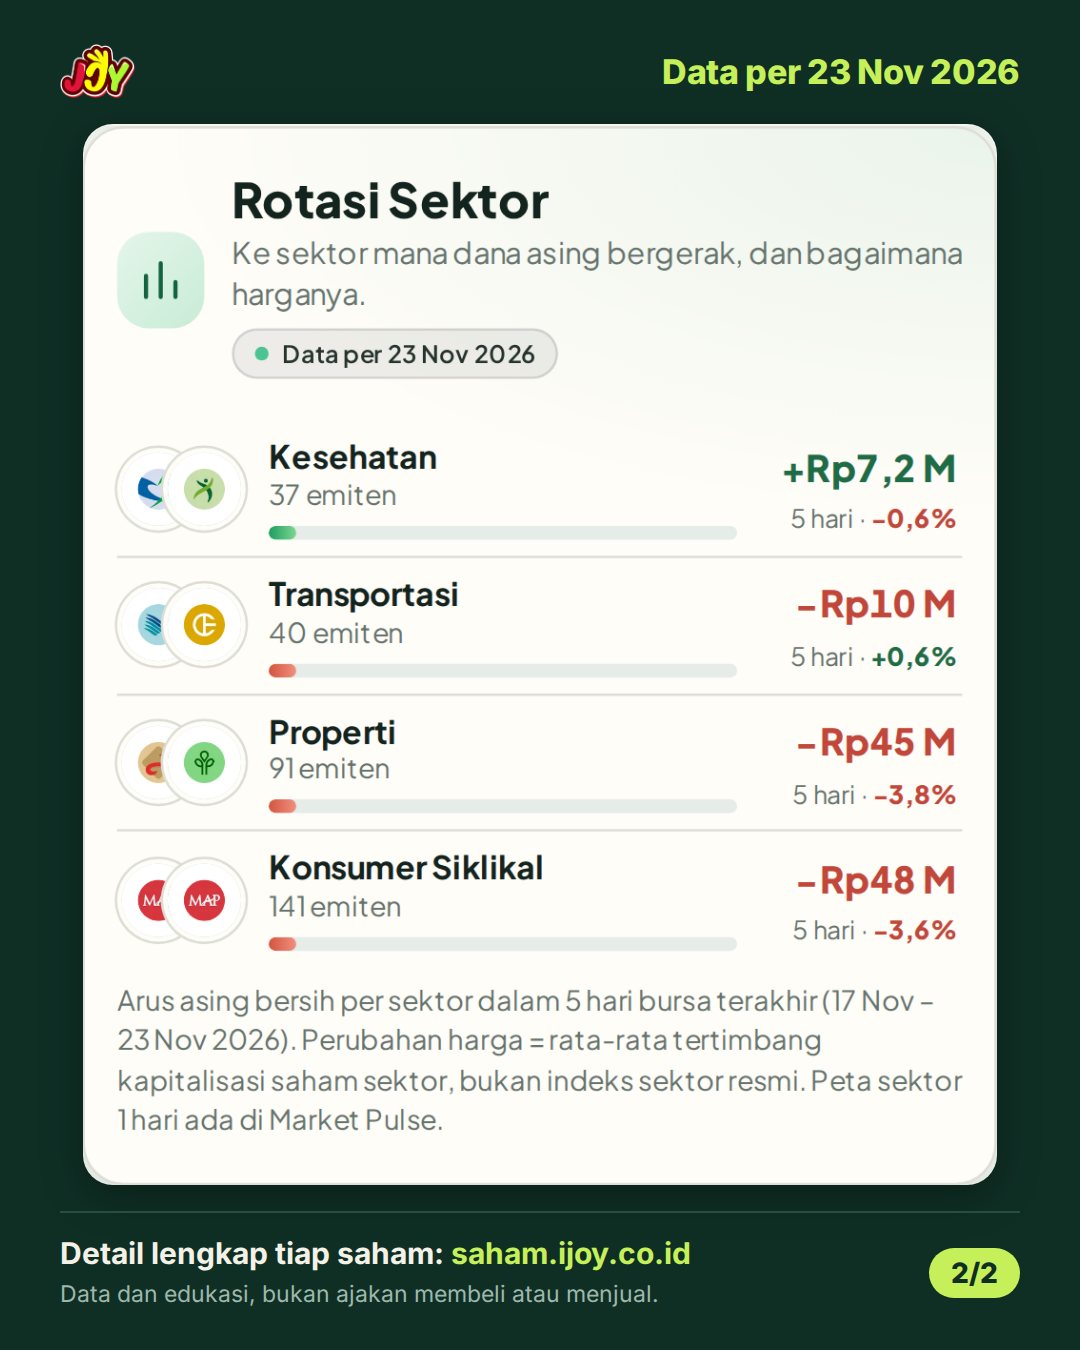 JOY
Data per 23 Nov 2026
Rotasi Sektor
Ke sektor mana dana asing bergerak, dan bagaimana
harganya.
Data per 23 Nov 2026
Kesehatan
37 emiten
+Rp7,2 M
5 hari · −0,6%
Transportasi
40 emiten
−Rp10 M
5 hari · +0,6%
Properti
91 emiten
−Rp45 M
5 hari · −3,8%
MAP
Konsumer Siklikal
141 emiten
−Rp48 M
5 hari · −3,6%
Arus asing bersih per sektor dalam 5 hari bursa terakhir (17 Nov –
23 Nov 2026). Perubahan harga = rata-rata tertimbang
kapitalisasi saham sektor, bukan indeks sektor resmi. Peta sektor
1 hari ada di Market Pulse.
Detail lengkap tiap saham: saham.ijoy.co.id
Data dan edukasi, bukan ajakan membeli atau menjual.
2/2